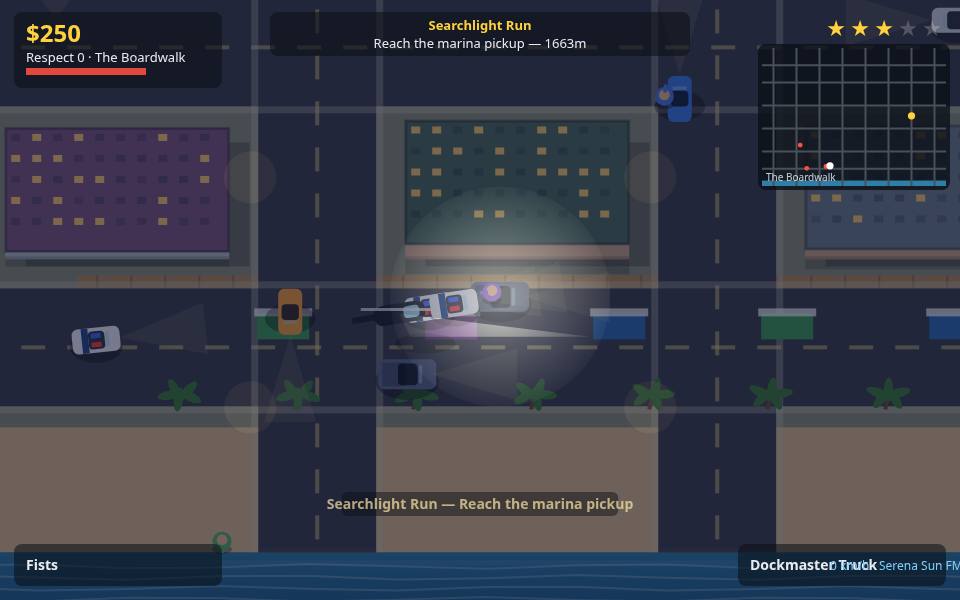 $250
Respect 0 · The Boardwalk
Searchlight Run
Reach the marina pickup — 1663m
★★★★★
The Boardwalk
Searchlight Run — Reach the marina pickup
Fists
Dockmaster Truck
Serena Sun FM